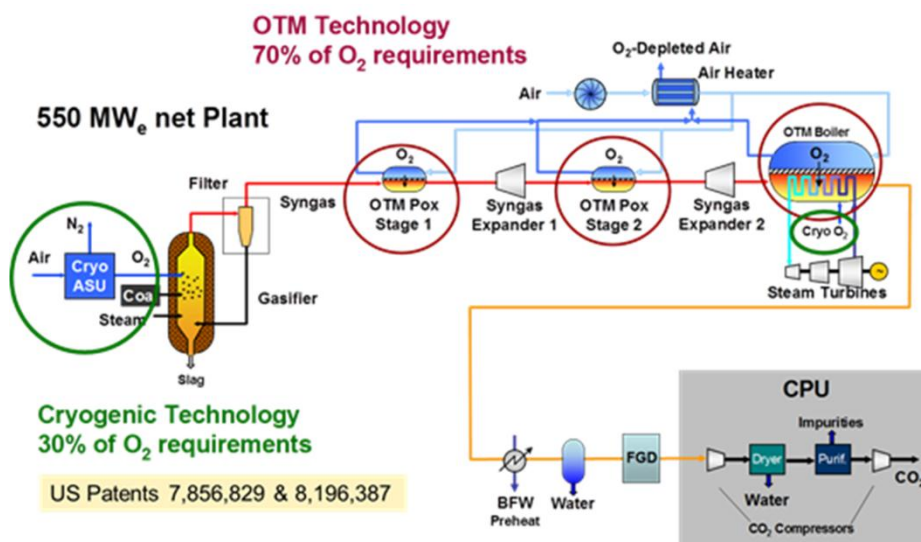 OTM Technology
70% of O₂ requirements
O₂-Depleted Air
Air Heater
Air
550 MWₑ net Plant
OTM Boiler
O₂
O₂
O₂
Filter
Syngas
OTM Pox
Stage 1
Syngas
Expander 1
OTM Pox
Stage 2
Syngas
Expander 2
Cryo O₂
N₂
Air
Cryo
ASU
O₂
Coa
Steam
Gasifier
Steam Turbines
Slag
Cryogenic Technology
30% of O₂ requirements
US Patents 7,856,829 & 8,196,387
BFW
Preheat
Water
FGD
CPU
Impurities
Dryer
Purif.
CO₂
Water
CO₂ Compressors